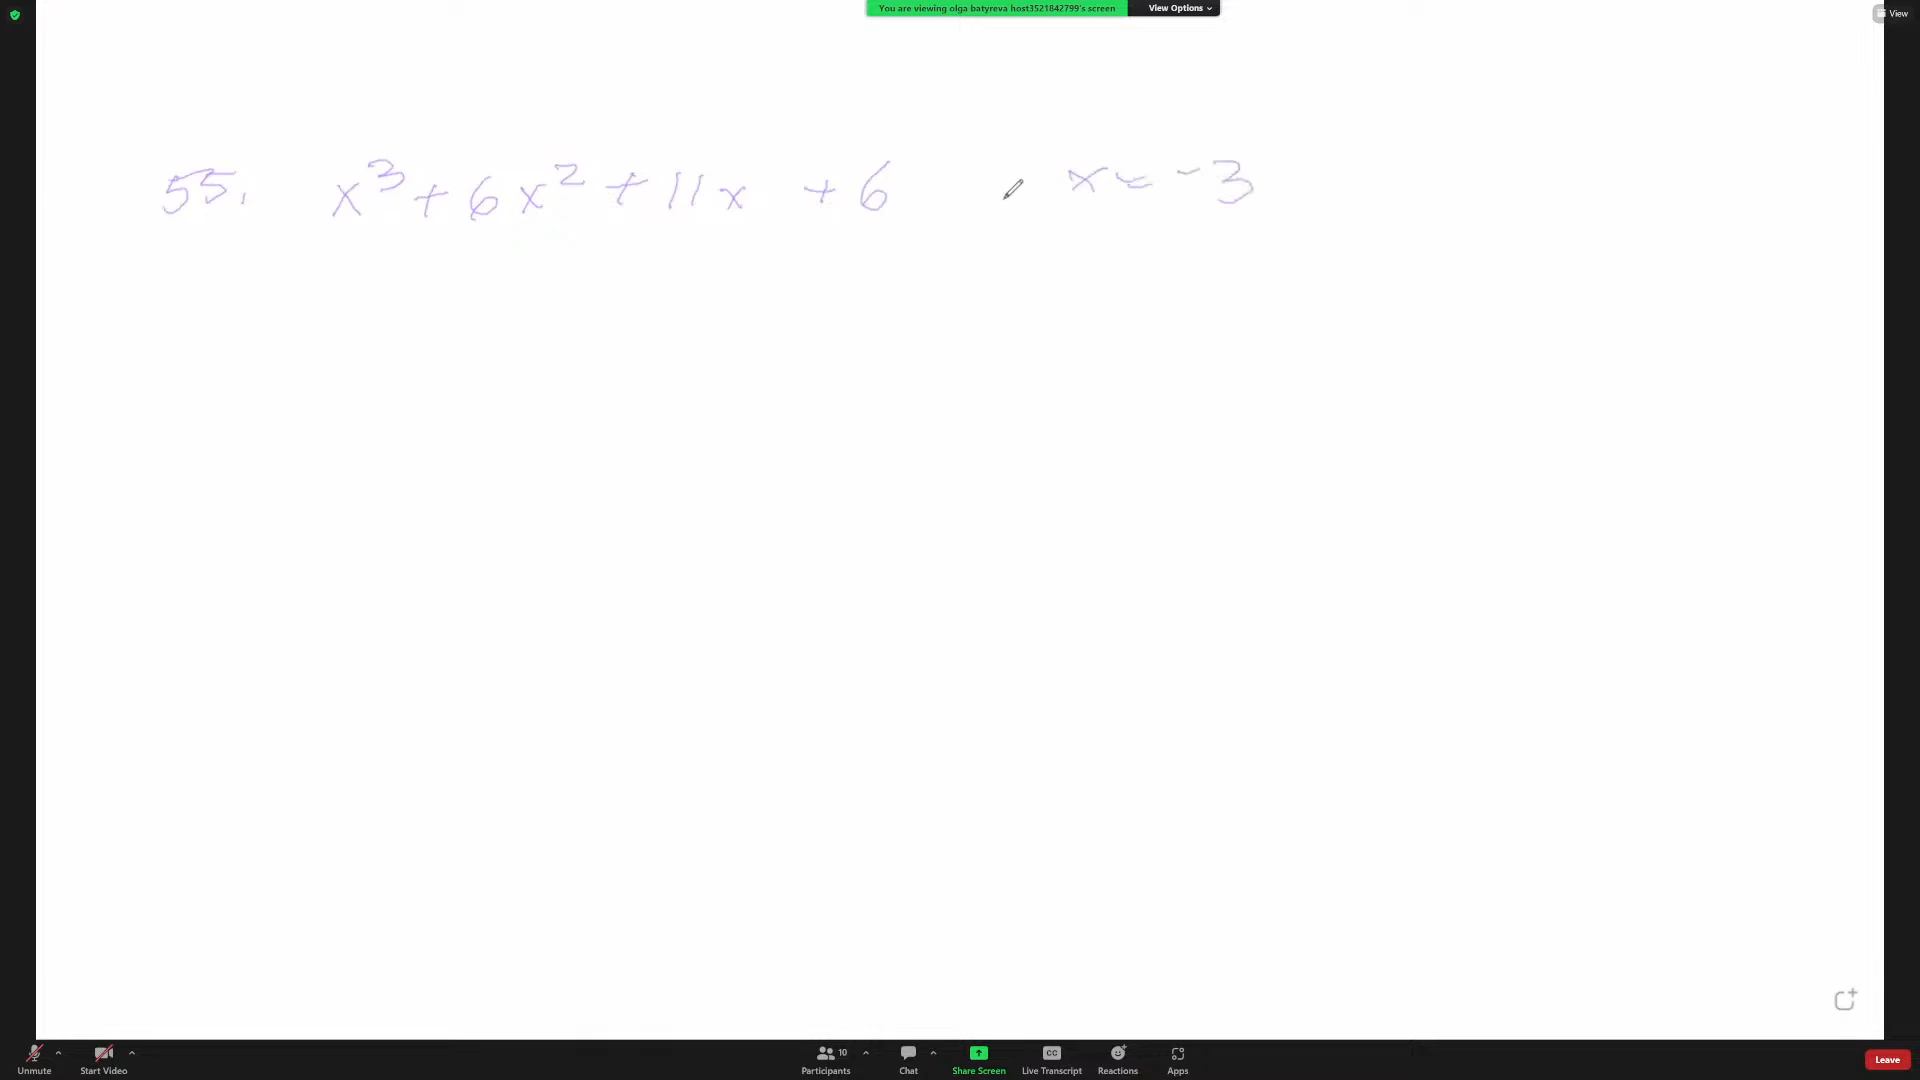 You are viewing olga batyreva host3521842799's screen View Options
View
55. x³ + 6x² + 11x + 6 x = -3
Unmute Start Video Participants 10 Chat Share Screen CC Live Transcript Reactions Apps Leave